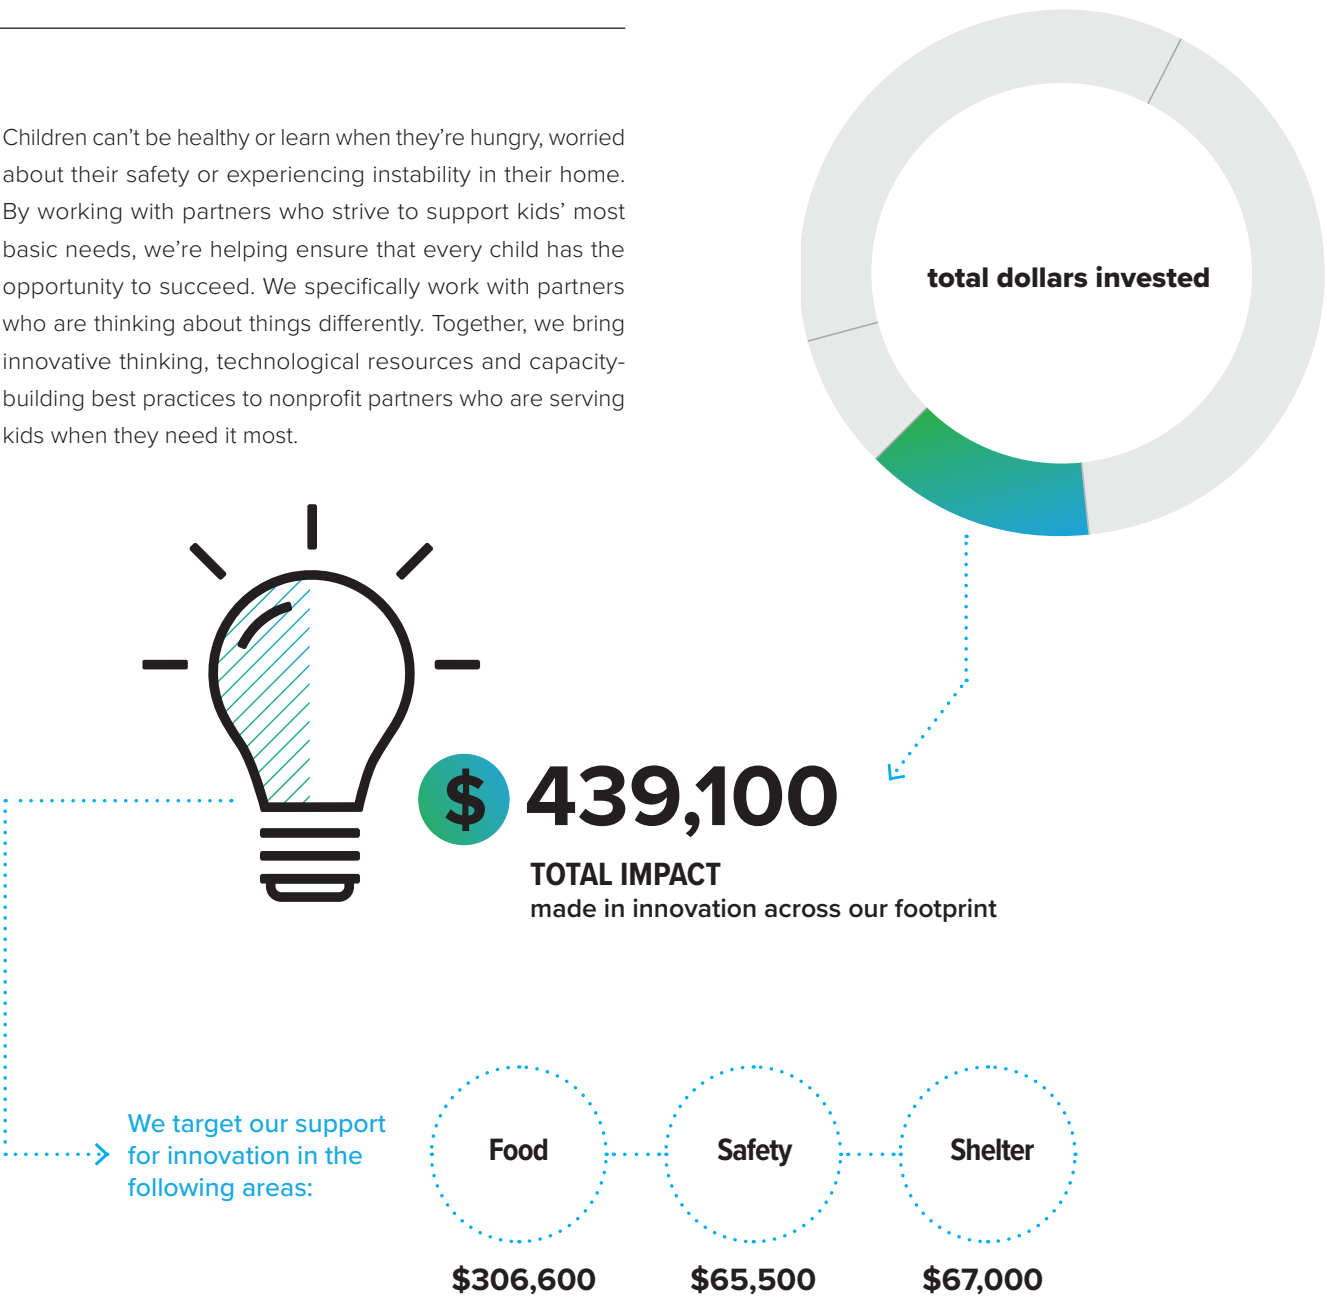 Children can’t be healthy or learn when they’re hungry, worried
about their safety or experiencing instability in their home.
By working with partners who strive to support kids’ most
basic needs, we’re helping ensure that every child has the
opportunity to succeed. We specifically work with partners
who are thinking about things differently. Together, we bring
innovative thinking, technological resources and capacity-
building best practices to nonprofit partners who are serving
kids when they need it most.
total dollars invested
$ 439,100
TOTAL IMPACT
made in innovation across our footprint
We target our support
for innovation in the
following areas:
Food
Safety
Shelter
$306,600
$65,500
$67,000